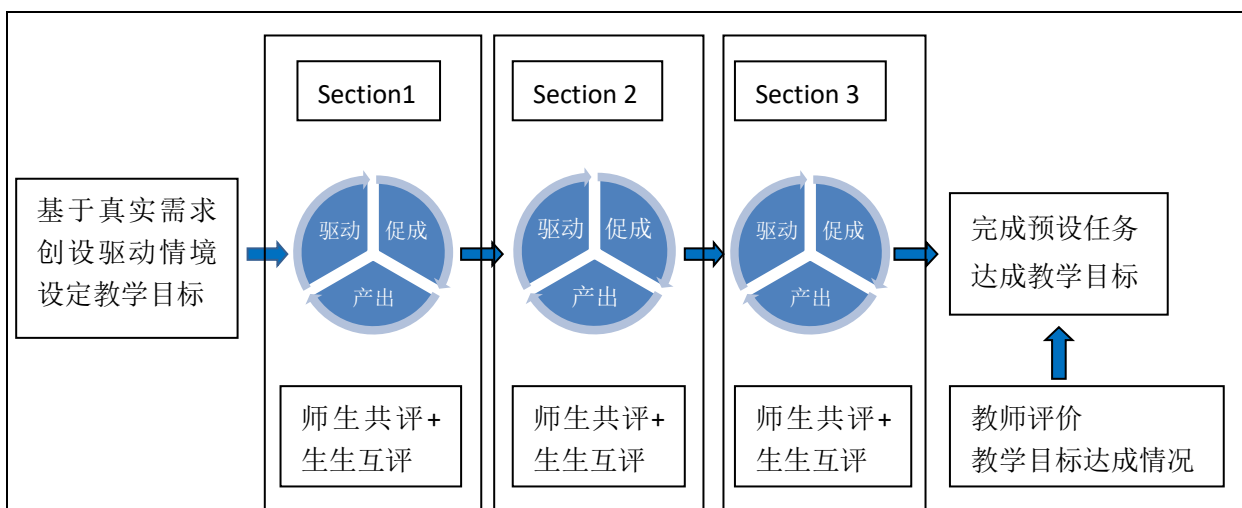 基于真实需求
创设驱动情境
设定教学目标
Section1
驱动
促成
产出
师生共评+
生生互评
Section 2
驱动
促成
产出
师生共评+
生生互评
Section 3
驱动
促成
产出
师生共评+
生生互评
完成预设任务
达成教学目标
教师评价
教学目标达成情况